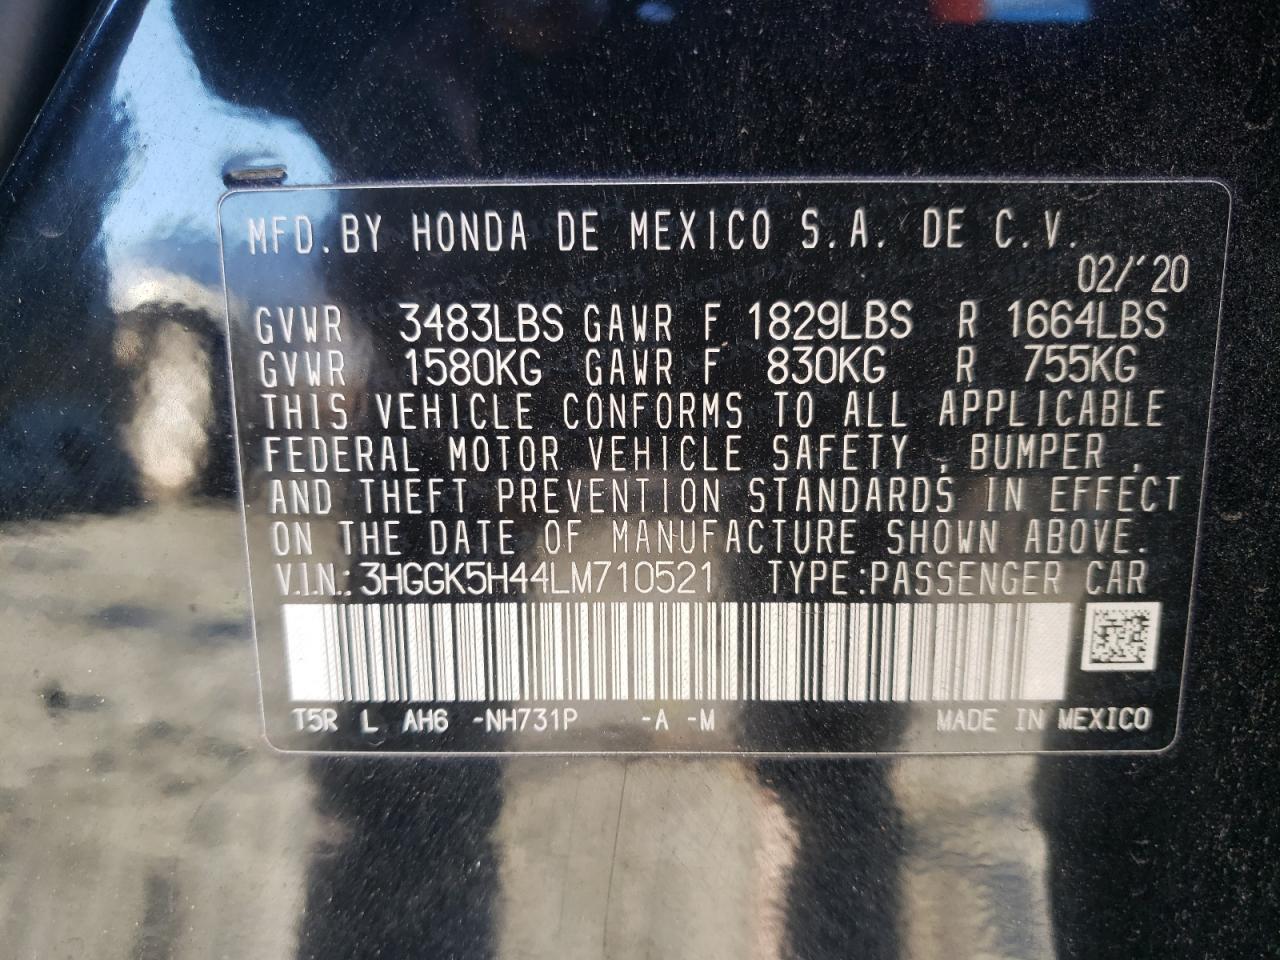 MFD.BY HONDA DE MEXICO S.A. DE C.V.
02/'20
GVWR 3483LBS GAWR F 1829LBS R 1664LBS
GVWR 1580KG GAWR F 830KG R 755KG
THIS VEHICLE CONFORMS TO ALL APPLICABLE
FEDERAL MOTOR VEHICLE SAFETY , BUMPER ,
AND THEFT PREVENTION STANDARDS IN EFFECT
ON THE DATE OF MANUFACTURE SHOWN ABOVE.
V.I.N.: 3HGGK5H44LM710521 TYPE:PASSENGER CAR
T5R L AH6 -NH731P -A -M MADE IN MEXICO